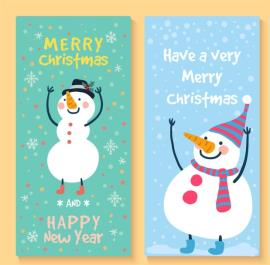 MERRY
Christmas
*AND*
HAPPY
New Year
Have a very
Merry
Christmas